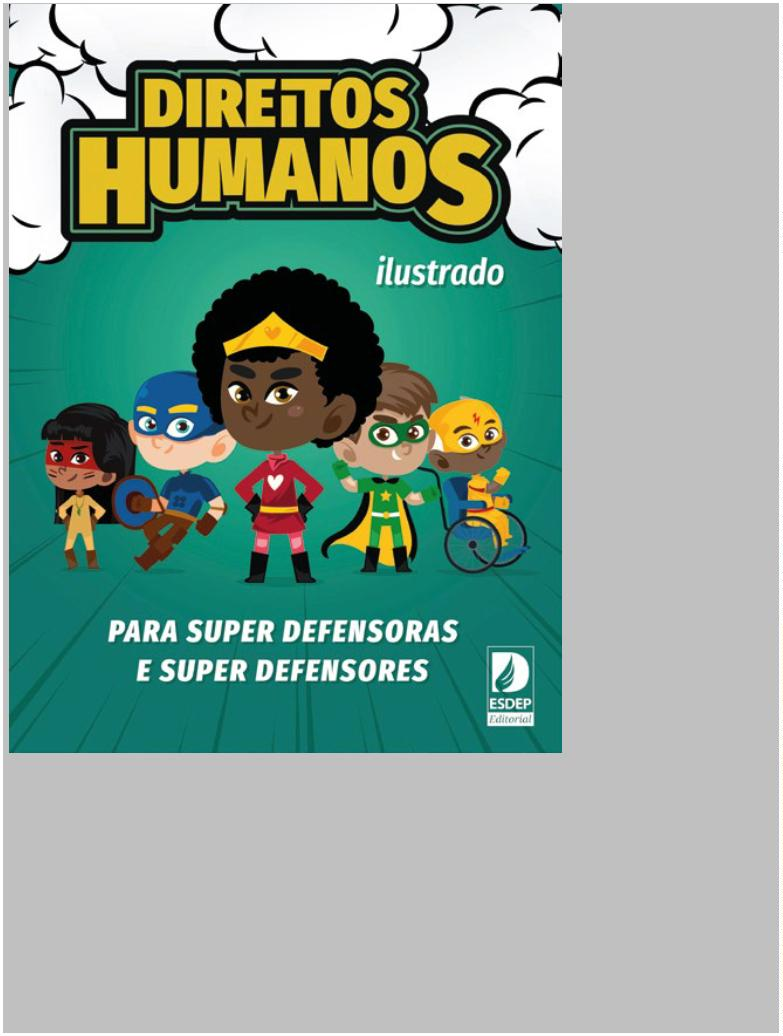 DIREITOS
HUMANOS
ilustrado
PARA SUPER DEFENSORAS
E SUPER DEFENSORES
D
ESDEP
Editorial